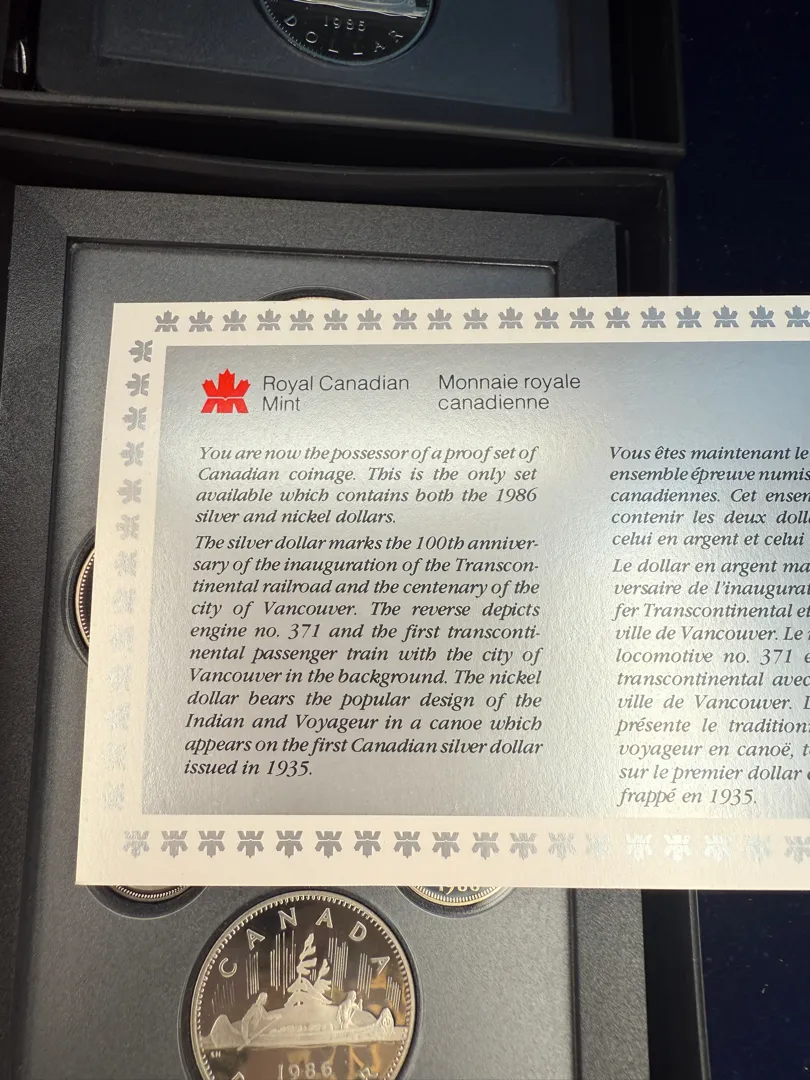 1985
DOLLAR
Royal Canadian
Mint
Monnaie royale
canadienne
You are now the possessor of a proof set of
Canadian coinage. This is the only set
available which contains both the 1986
silver and nickel dollars.
The silver dollar marks the 100th anniver-
sary of the inauguration of the Transcon-
tinental railroad and the centenary of the
city of Vancouver. The reverse depicts
engine no. 371 and the first transconti-
nental passenger train with the city of
Vancouver in the background. The nickel
dollar bears the popular design of the
Indian and Voyageur in a canoe which
appears on the first Canadian silver dollar
issued in 1935.
Vous êtes maintenant le
ensemble épreuve numis
canadiennes. Cet ensem
contenir les deux doll
celui en argent et celui
Le dollar en argent ma
versaire de l'inaugurat
fer Transcontinental et
ville de Vancouver. Le
locomotive no. 371 e
transcontinental avec
ville de Vancouver. L
présente le tradition
voyageur en canoë, t
sur le premier dollar
frappé en 1935.
CANADA
1986